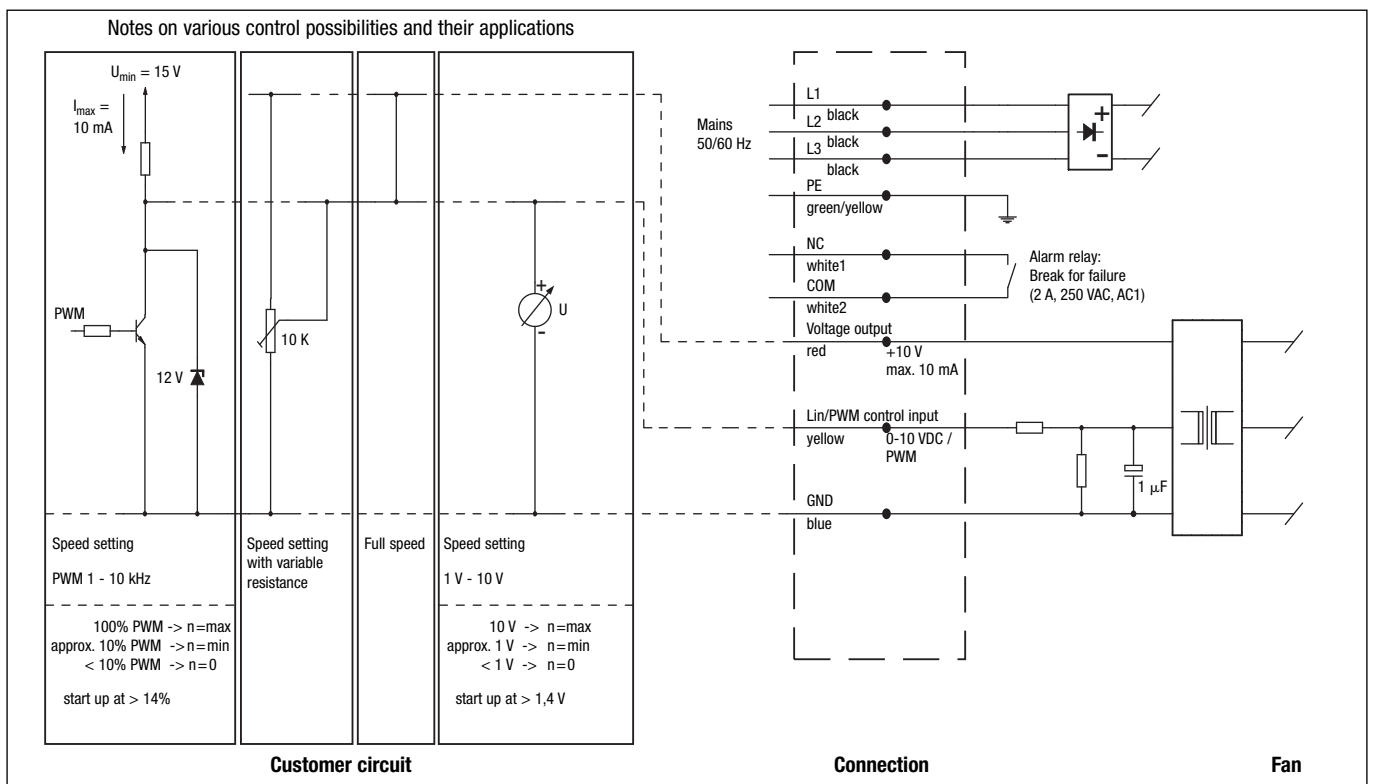 Notes on various control possibilities and their applications
Umin = 15 V
Imax =
10 mA
PWM
12 V
10 K
+
U
-
Speed setting
PWM 1 - 10 kHz
100% PWM -> n=max
approx. 10% PWM ->n=min
< 10% PWM -> n=0
start up at > 14%
Speed setting
with variable
resistance
Full speed
Speed setting
1 V - 10 V
10 V -> n=max
approx. 1 V -> n=min
< 1 V -> n=0
start up at > 1,4 V
Mains
50/60 Hz
L1
black
L2
black
L3
black
PE
green/yellow
NC
white1
COM
white2
Voltage output
red
+10 V
max. 10 mA
Lin/PWM control input
yellow
0-10 VDC /
PWM
GND
blue
+
-
Alarm relay:
Break for failure
(2 A, 250 VAC, AC1)
1 µF
Customer circuit
Connection
Fan